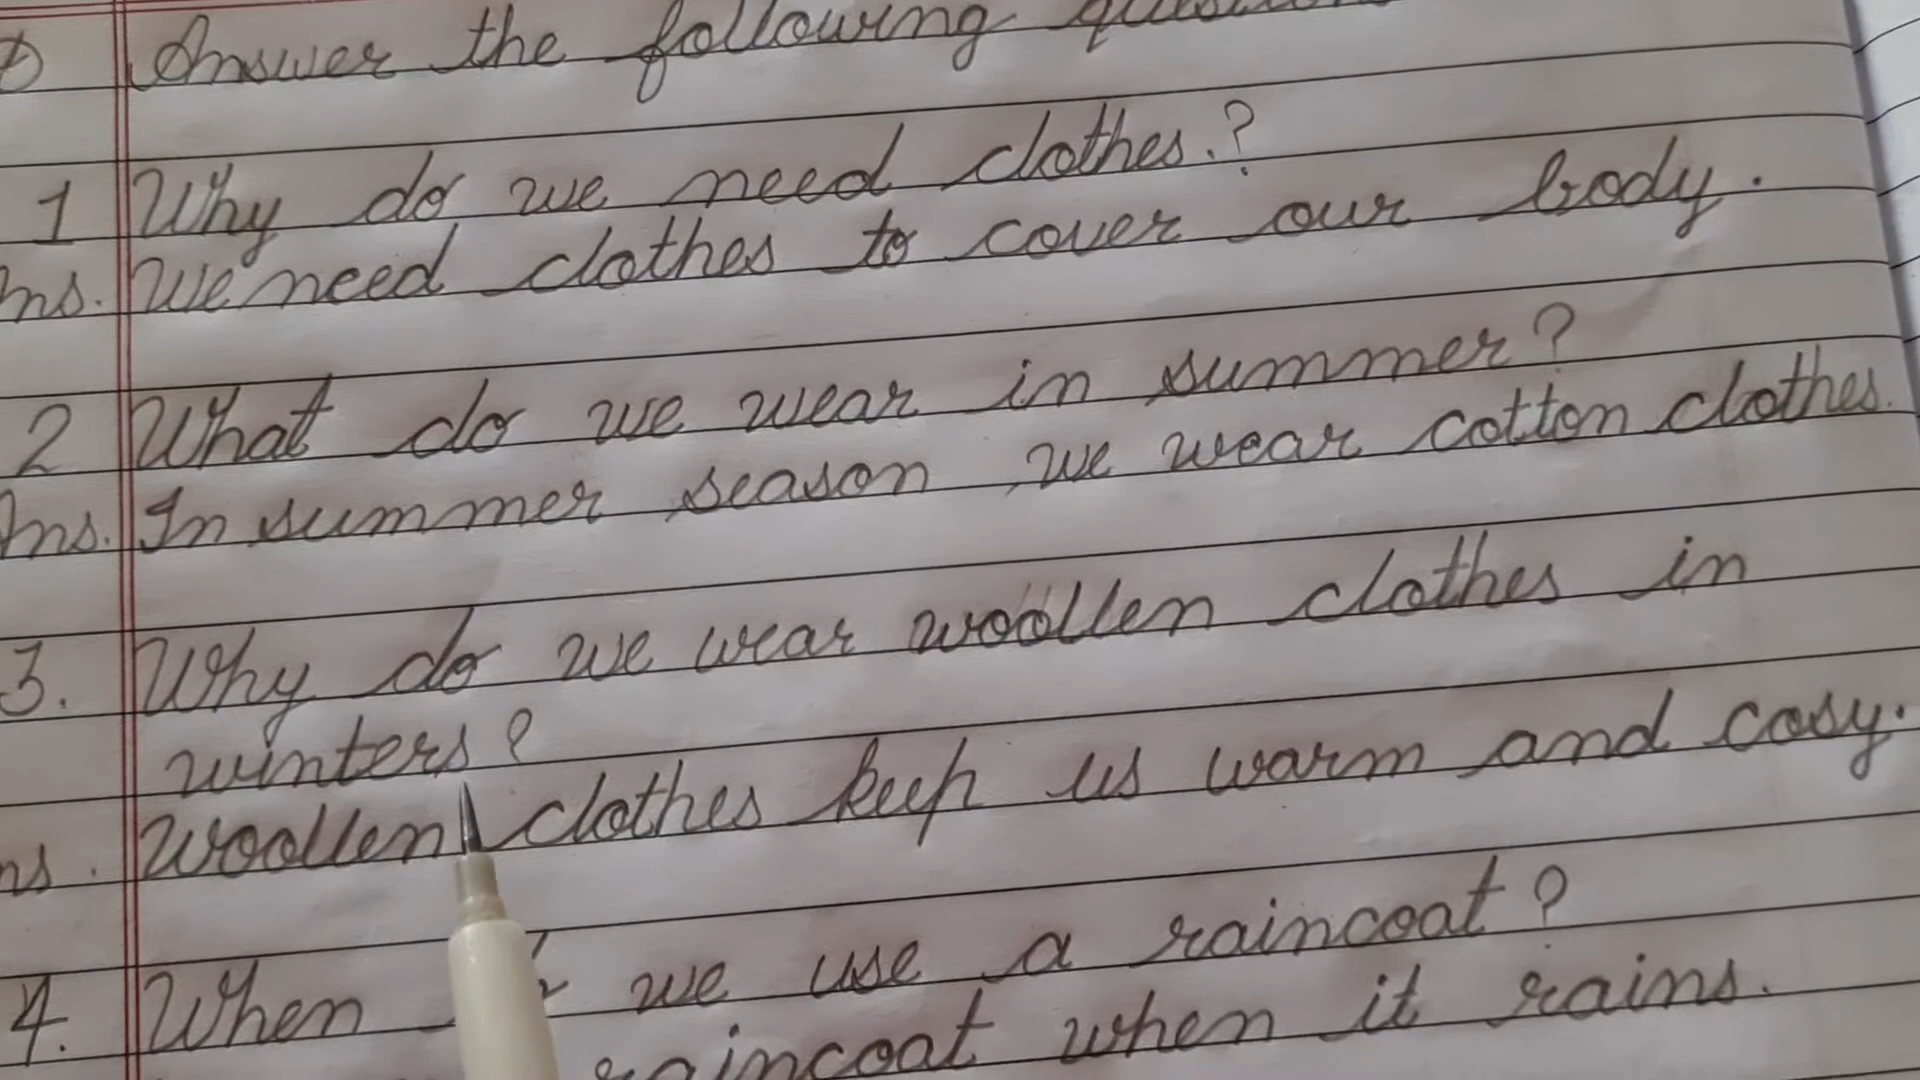 Answer the following
1 Why do we need clothes.?
ns. We need clothes to cover our body.
2 What do we wear in summer?
Ans. In summer season, we wear cotton clothes.
3. Why do we wear woollen clothes in
winters?
ns. Woollen clothes keep us warm and cosy.
4. When we use a raincoat?
raincoat when it rains.